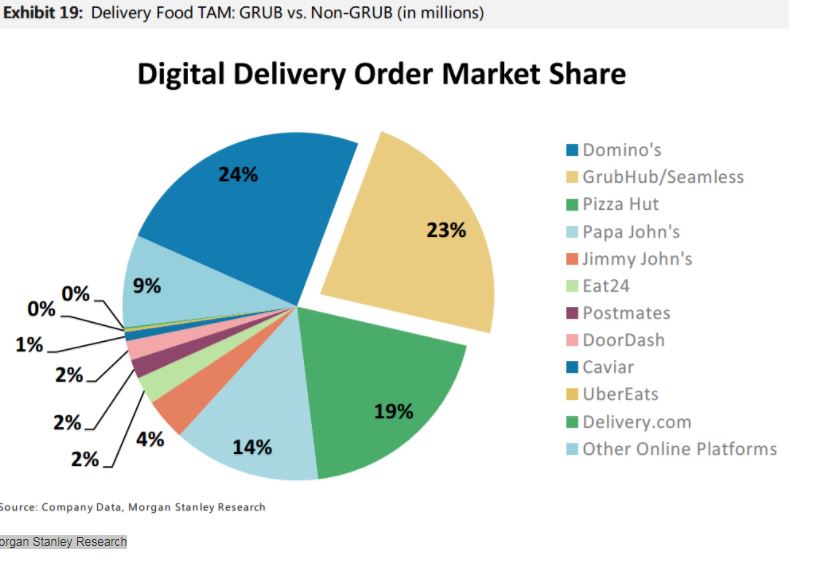 Exhibit 19: Delivery Food TAM: GRUB vs. Non-GRUB (in millions)
Digital Delivery Order Market Share
24%
23%
9%
0%
0%
1%
2%
2%
2%
4%
14%
19%
Domino's
GrubHub/Seamless
Pizza Hut
Papa John's
Jimmy John's
Eat24
Postmates
DoorDash
Caviar
UberEats
Delivery.com
Other Online Platforms
Source: Company Data, Morgan Stanley Research
organ Stanley Research